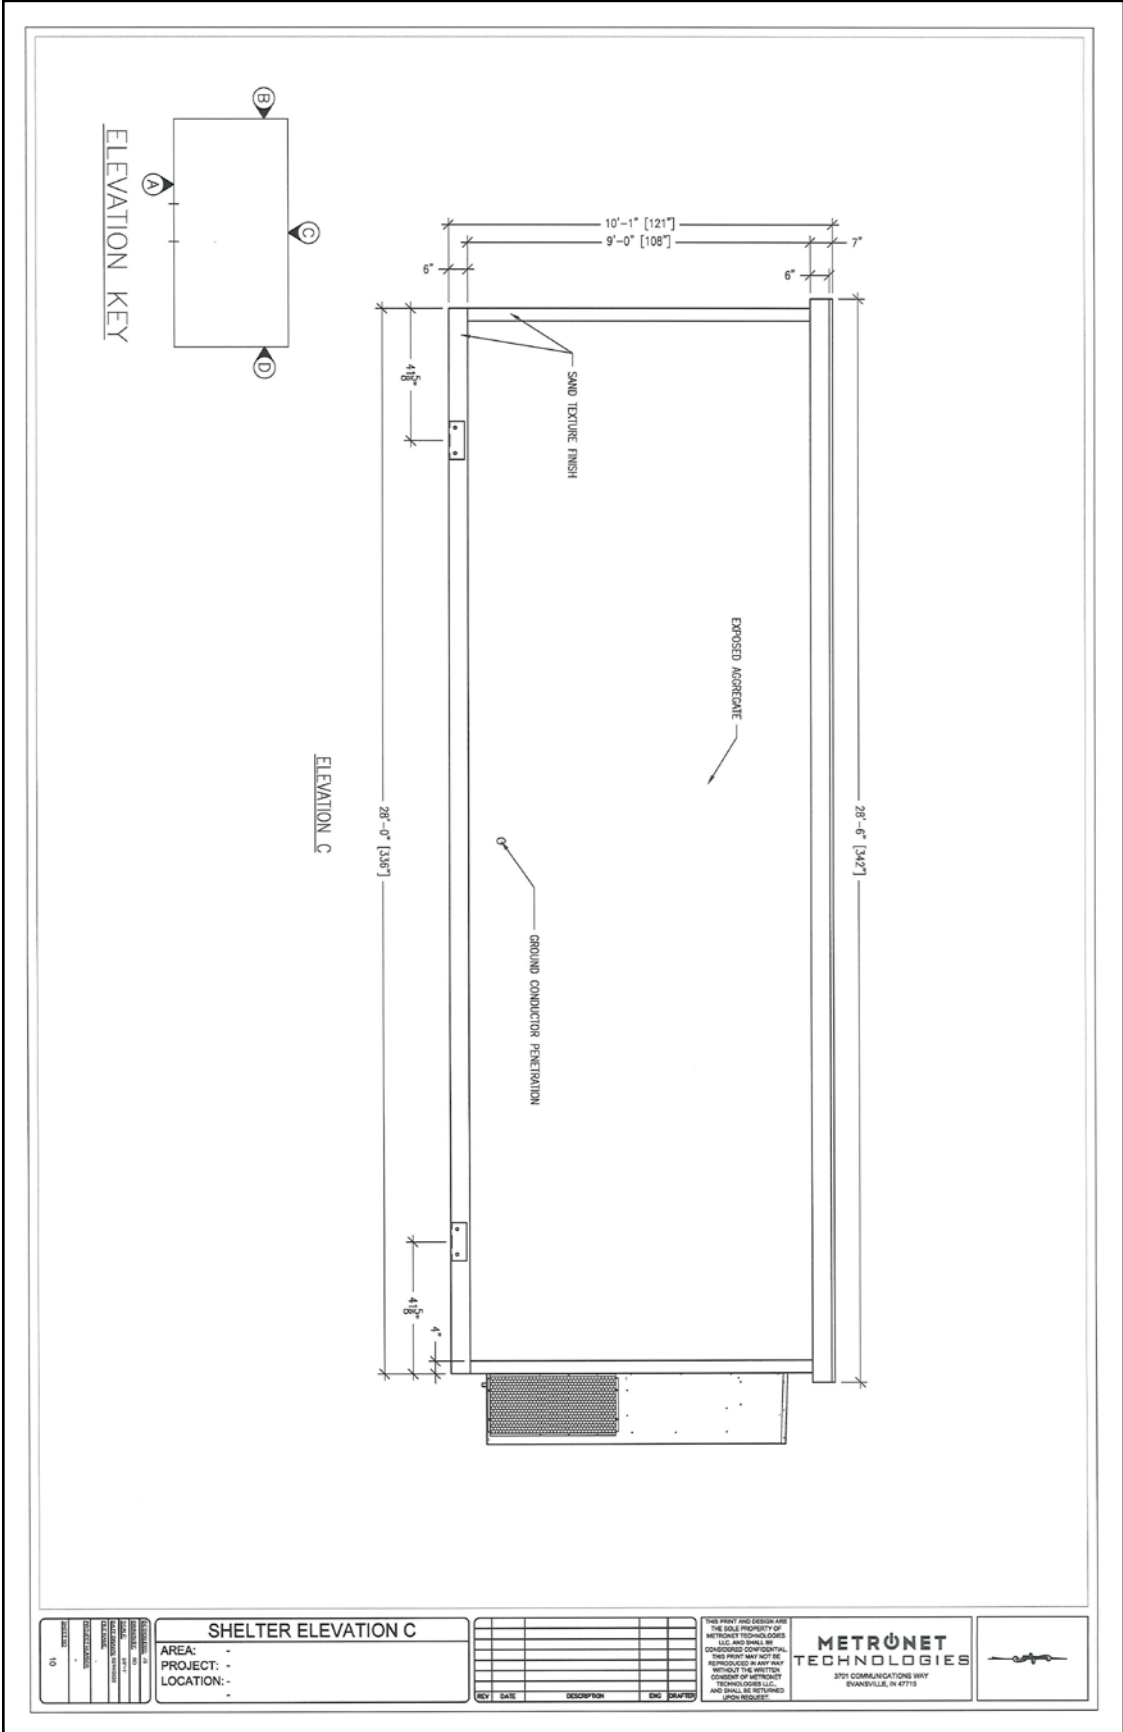 B
A
C
D
ELEVATION KEY
10'-1" [121"]
9'-0" [108"]
7"
6"
6"
41⅝"
SAND TEXTURE FINISH
EXPOSED AGGREGATE
ELEVATION C
28'-0" [336"]
28'-6" [342"]
GROUND CONDUCTOR PENETRATION
41⅝"
4"
10
SHELTER ELEVATION C
AREA: -
PROJECT: -
LOCATION: -
-
REV DATE DESCRIPTION ENG DRAFTER
THIS PRINT AND DESIGN ARE
THE SOLE PROPERTY OF
METRONET TECHNOLOGIES
LLC. AND SHALL BE
CONSIDERED CONFIDENTIAL.
THIS PRINT MAY NOT BE
REPRODUCED IN ANY WAY
WITHOUT THE WRITTEN
CONSENT OF METRONET
TECHNOLOGIES LLC.,
AND SHALL BE RETURNED
UPON REQUEST.
METRONET
TECHNOLOGIES
3701 COMMUNICATIONS WAY
EVANSVILLE, IN 47715